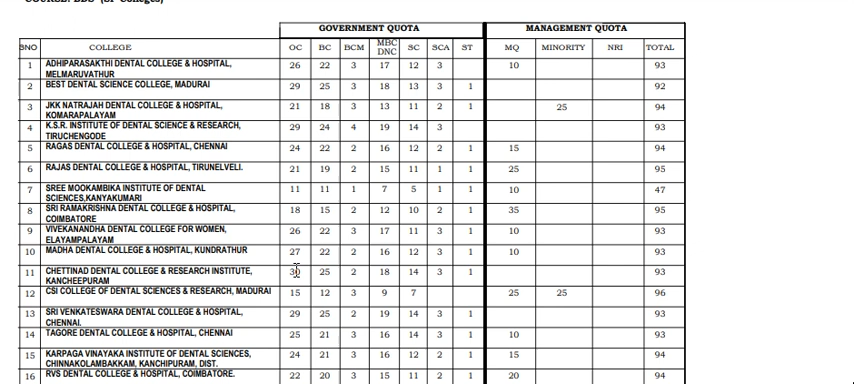 COURSE: BDS (SF Colleges)
GOVERNMENT QUOTA MANAGEMENT QUOTA
SNO COLLEGE OC BC BCM MBC DNC SC SCA ST MQ MINORITY NRI TOTAL
1 ADHIPARASAKTHI DENTAL COLLEGE & HOSPITAL, 26 22 3 17 12 3 10 93
MELMARUVATHUR
2 BEST DENTAL SCIENCE COLLEGE, MADURAI 29 25 3 18 13 3 1 92
3 JKK NATRAJAH DENTAL COLLEGE & HOSPITAL, 21 18 3 13 11 2 1 25 94
KOMARAPALAYAM
4 K.S.R. INSTITUTE OF DENTAL SCIENCE & RESEARCH, 29 24 4 19 14 3 93
TIRUCHENGODE
5 RAGAS DENTAL COLLEGE & HOSPITAL, CHENNAI 24 22 2 16 12 2 1 15 94
6 RAJAS DENTAL COLLEGE & HOSPITAL, TIRUNELVELI. 21 19 2 15 11 1 1 25 95
7 SREE MOOKAMBIKA INSTITUTE OF DENTAL 11 11 1 7 5 1 1 10 47
SCIENCES,KANYAKUMARI
8 SRI RAMAKRISHNA DENTAL COLLEGE & HOSPITAL, 18 15 2 12 10 2 1 35 95
COIMBATORE
9 VIVEKANANDHA DENTAL COLLEGE FOR WOMEN, 26 22 3 17 11 3 1 10 93
ELAYAMPALAYAM
10 MADHA DENTAL COLLEGE & HOSPITAL, KUNDRATHUR 27 22 2 16 12 3 1 10 93
11 CHETTINAD DENTAL COLLEGE & RESEARCH INSTITUTE, 30 25 2 18 14 3 1 93
KANCHEEPURAM
12 CSI COLLEGE OF DENTAL SCIENCES & RESEARCH, MADURAI 15 12 3 9 7 25 25 96
13 SRI VENKATESWARA DENTAL COLLEGE & HOSPITAL, 29 25 2 19 14 3 1 93
CHENNAI.
14 TAGORE DENTAL COLLEGE & HOSPITAL, CHENNAI 25 21 3 16 14 3 1 10 93
15 KARPAGA VINAYAKA INSTITUTE OF DENTAL SCIENCES, 24 21 3 16 12 2 1 15 94
CHINNAKOLAMBAKKAM, KANCHIPURAM, DIST.
16 RVS DENTAL COLLEGE & HOSPITAL, COIMBATORE. 22 20 3 15 11 2 1 20 94